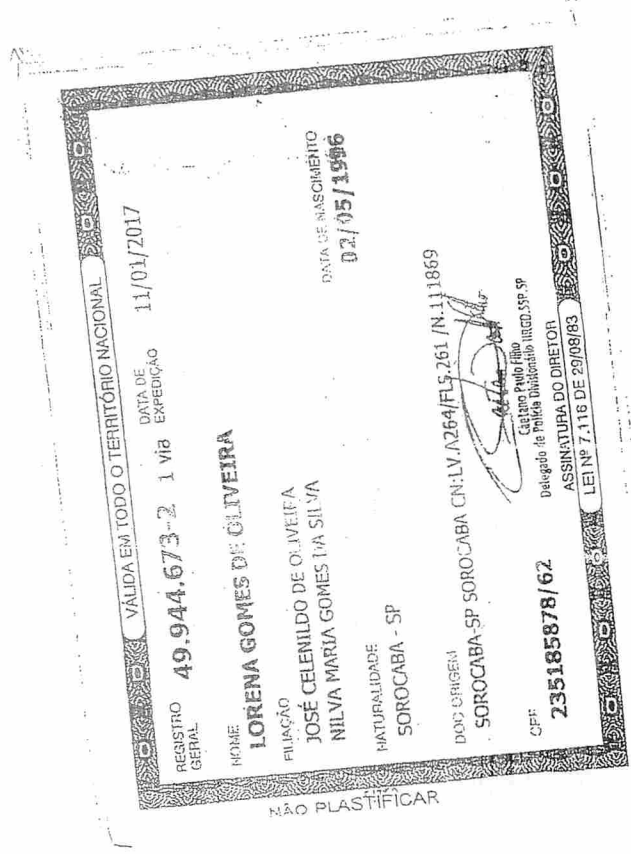 VÁLIDA EM TODO O TERRITÓRIO NACIONAL
REGISTRO GERAL 49.944.673-2 1 via DATA DE EXPEDIÇÃO 11/01/2017
NOME
LORENA GOMES DE OLIVEIRA
FILIAÇÃO
JOSÉ CELENILDO DE OLIVEIRA
NILVA MARIA GOMES DA SILVA
NATURALIDADE
SOROCABA - SP
DATA DE NASCIMENTO
02/05/1996
DOC ORIGEM
SOROCABA-SP SOROCABA CN:LV.A264/FLS.261 /N.111869
CPF
235185878/62
Caetano Paulo Filho
Delegado de Polícia Divisionário IIRGD.SSP.SP
ASSINATURA DO DIRETOR
LEI Nº 7.116 DE 29/08/83
NÃO PLASTIFICAR